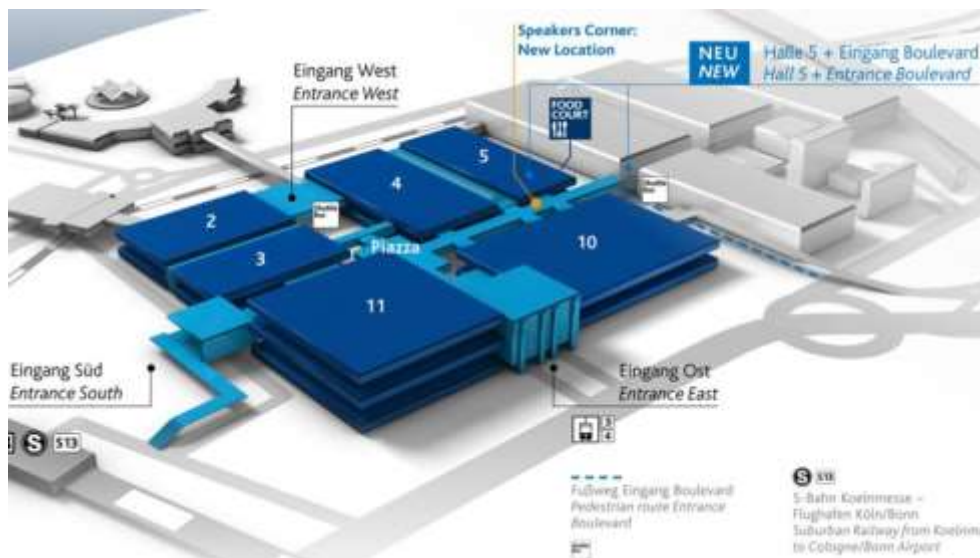 Speakers Corner:
New Location
NEU
NEW
Halle 5 + Eingang Boulevard
Hall 5 + Entrance Boulevard
Eingang West
Entrance West
FOOD
COURT
5
4
2
3
Piazza
10
11
Eingang Süd
Entrance South
Eingang Ost
Entrance East
S S13
3
4
Fußweg Eingang Boulevard
Pedestrian route Entrance
Boulevard
S S13
S-Bahn Koelnmesse –
Flughafen Köln/Bonn
Suburban Railway from Koelnm
to Cologne/Bonn Airport